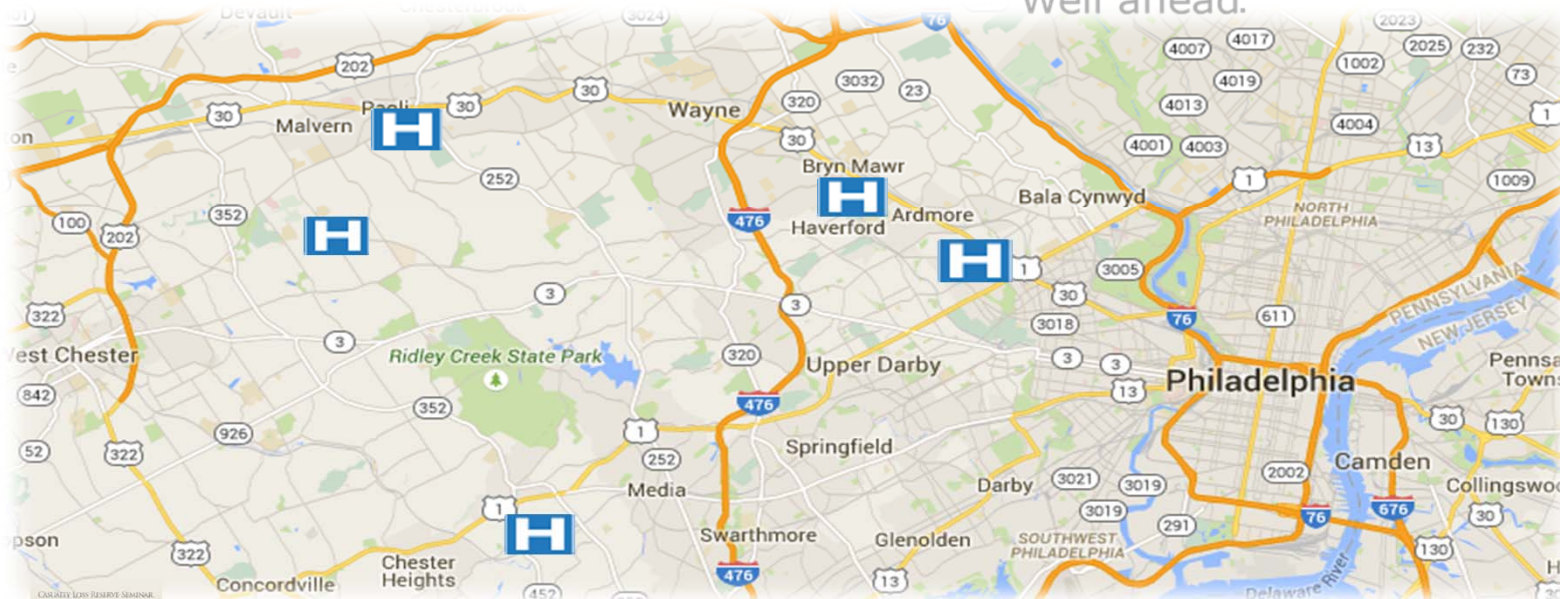 Well ahead.
Devault
3024
76
2023
4007
4017
2025
232
202
1002
73
3032
4019
30
30
30
320
23
4013
Wayne
1
Malvern
4004
30
4001
4003
13
Bryn Mawr
H
252
1
1009
Bala Cynwyd
H
352
100
202
476
Ardmore
NORTH
PHILADELPHIA
Haverford
H
H
1
3005
3
30
PENNSYLVANIA
NEW JERSEY
3
322
76
611
3018
3
West Chester
Ridley Creek State Park
320
Upper Darby
3
3
Philadelphia
842
13
352
476
30
130
926
1
52
322
252
Springfield
Camden
2002
Media
Darby
3021
3019
1
3019
76
676
30
H
291
Swarthmore
Glenolden
SOUTHWEST
PHILADELPHIA
322
130
Chester
Heights
Concordville
476
13
452
Delaware River
CASUALTY LOSS RESERVE SEMINAR